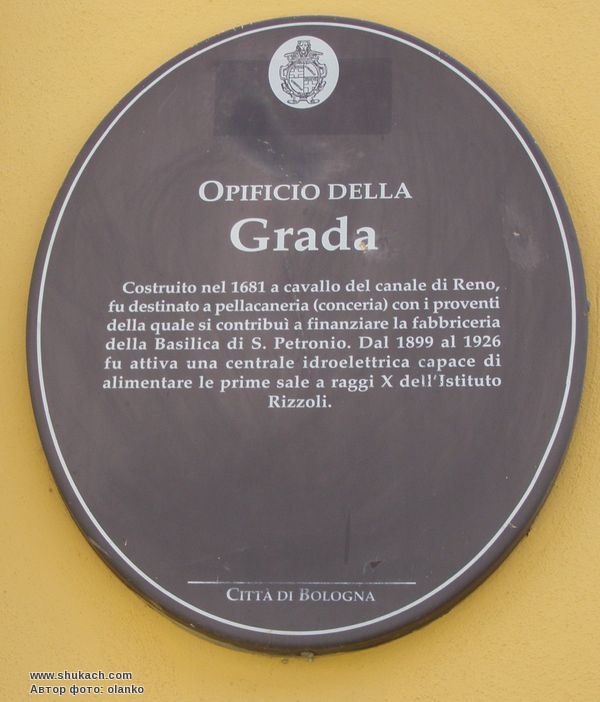 OPIFICIO DELLA
Grada
Costruito nel 1681 a cavallo del canale di Reno,
fu destinato a pellacaneria (conceria) con i proventi
della quale si contribuì a finanziare la fabbriceria
della Basilica di S. Petronio. Dal 1899 al 1926
fu attiva una centrale idroelettrica capace di
alimentare le prime sale a raggi X dell'Istituto
Rizzoli.
CITTÀ DI BOLOGNA
www.shukach.com
Автор фото: olanko